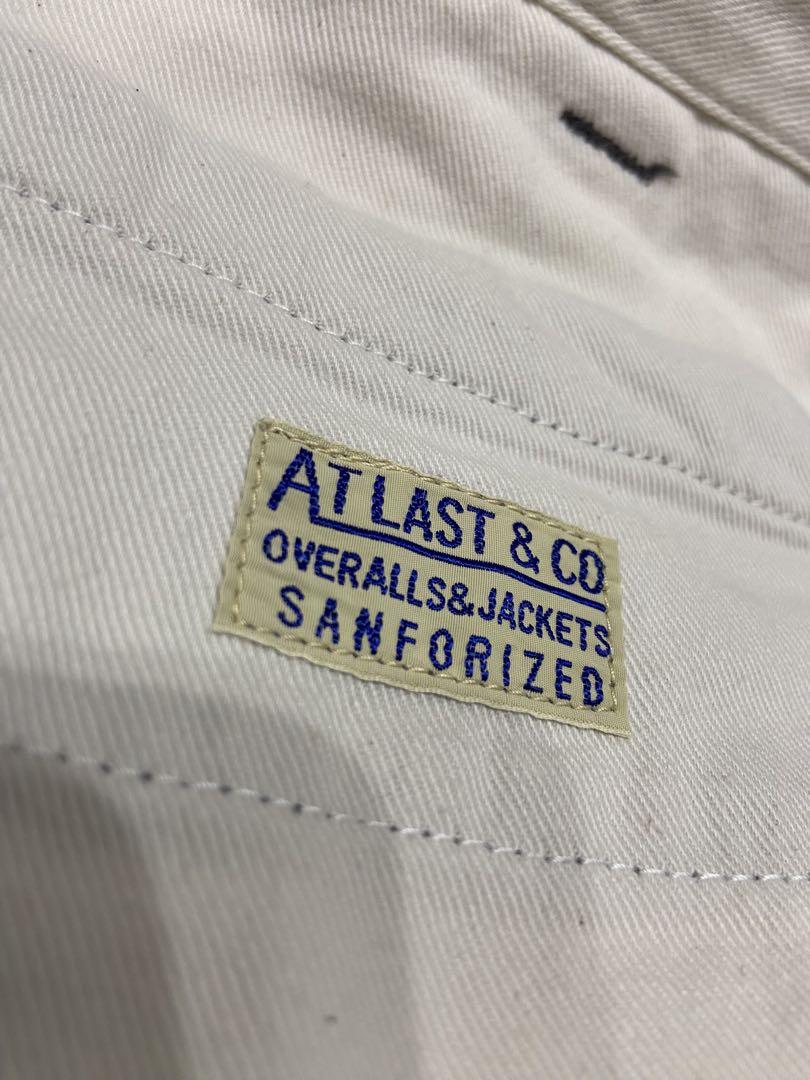 AT LAST & CO
OVERALLS&JACKETS
SANFORIZED